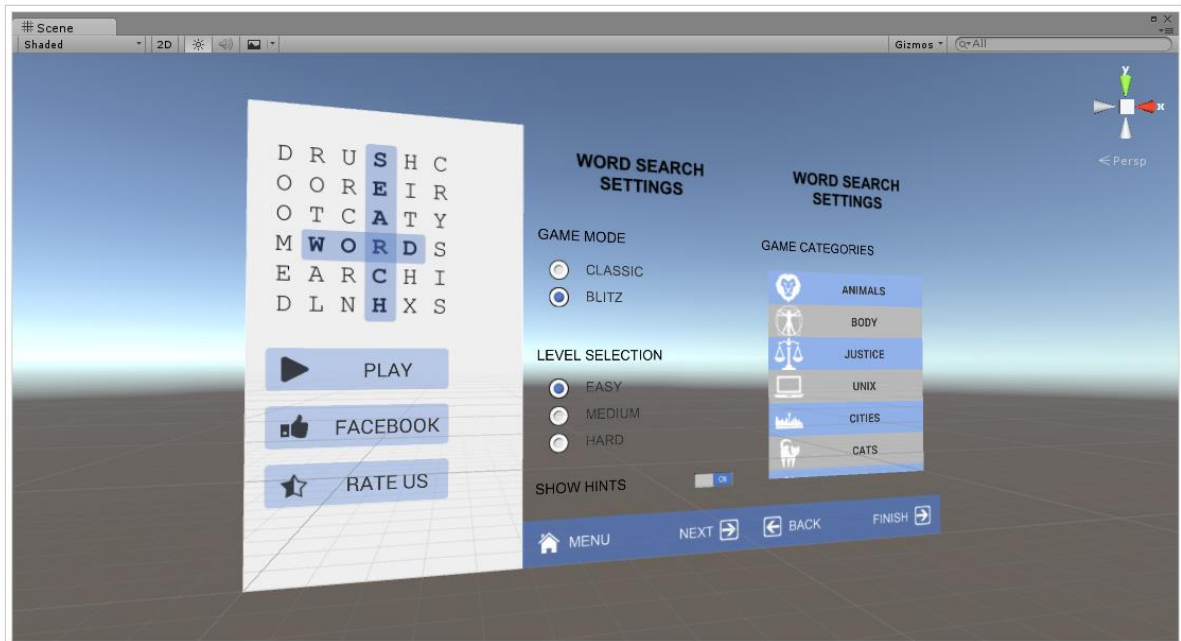 Scene
Shaded
2D
Gizmos
All
y
x
Persp
D R U S H C
O O R E I R
O T C A T Y
M W O R D S
E A R C H I
D L N H X S
PLAY
FACEBOOK
RATE US
WORD SEARCH
SETTINGS
GAME MODE
CLASSIC
BLITZ
LEVEL SELECTION
EASY
MEDIUM
HARD
SHOW HINTS
ON
MENU
NEXT
WORD SEARCH
SETTINGS
GAME CATEGORIES
ANIMALS
BODY
JUSTICE
UNIX
CITIES
CATS
BACK
FINISH